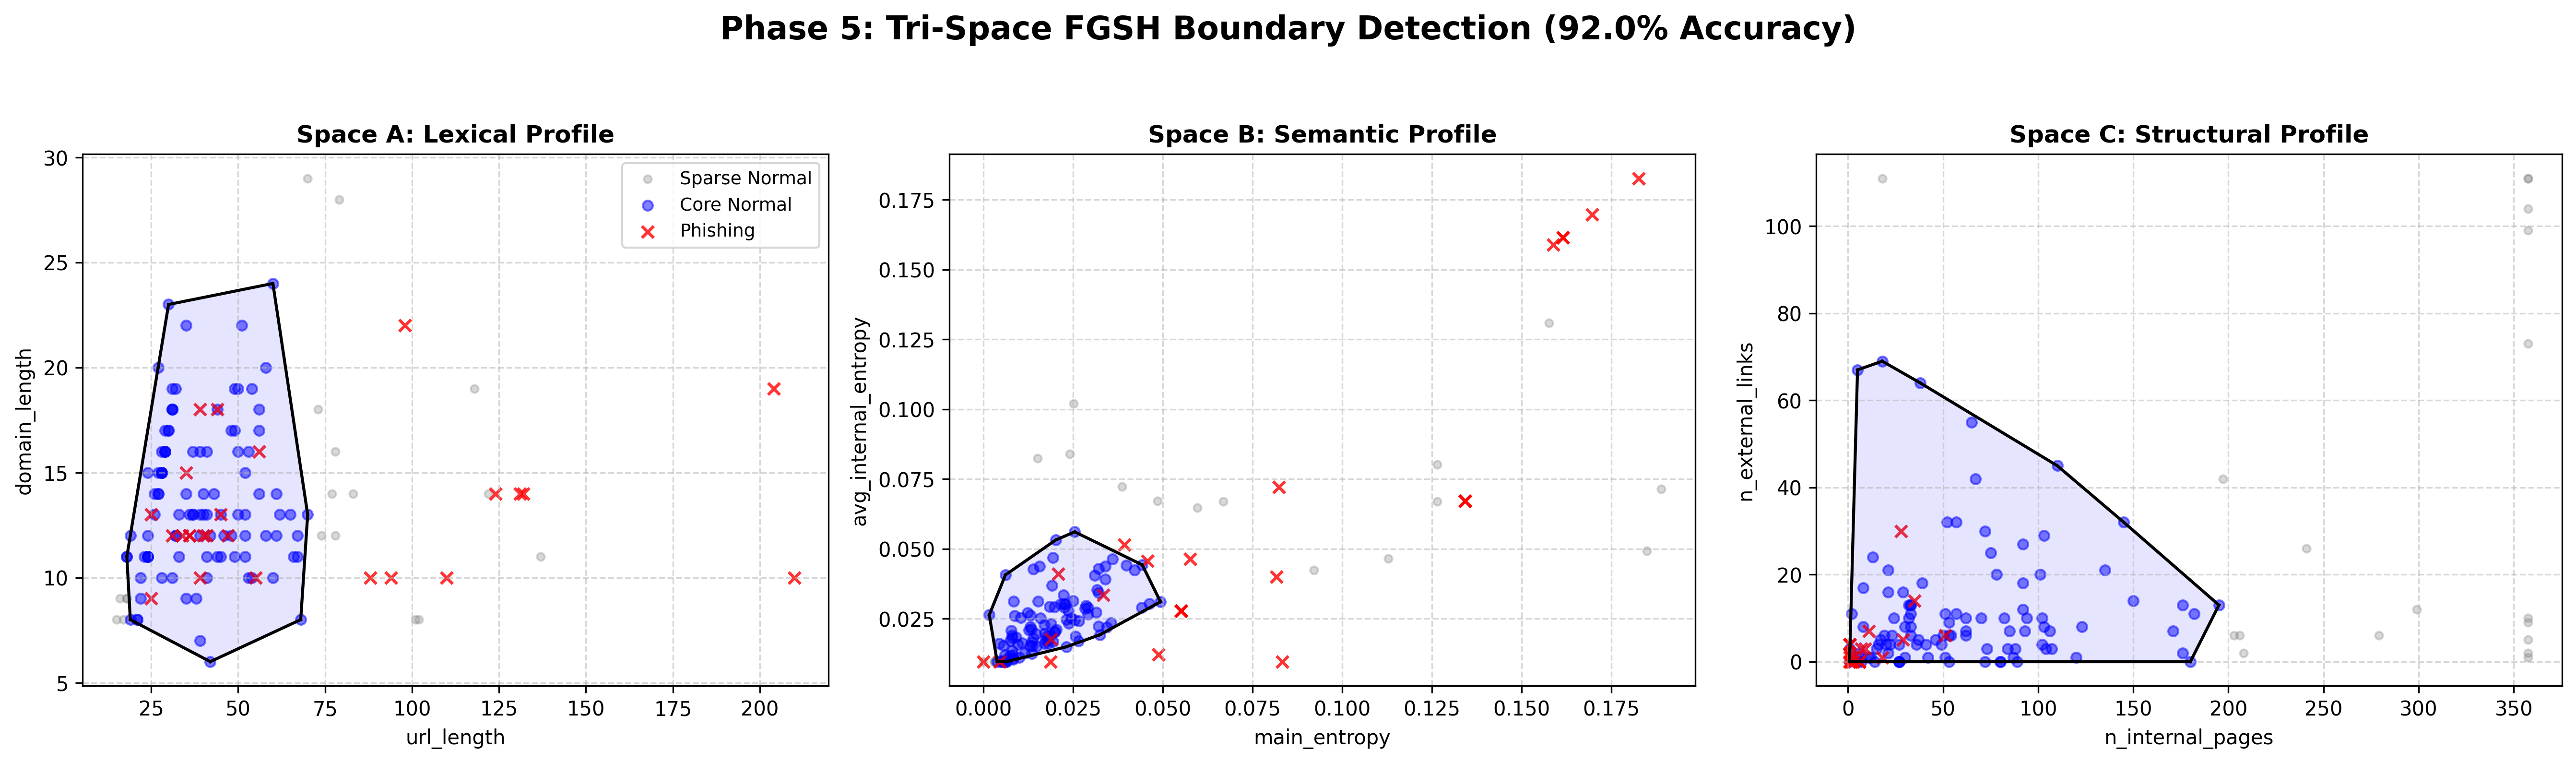 Phase 5: Tri-Space FGSH Boundary Detection (92.0% Accuracy)
Space A: Lexical Profile
30
25
20
15
10
5
domain_length
Sparse Normal
Core Normal
Phishing
25 50 75 100 125 150 175 200
url_length
Space B: Semantic Profile
0.175
0.150
0.125
0.100
0.075
0.050
0.025
avg_internal_entropy
0.000 0.025 0.050 0.075 0.100 0.125 0.150 0.175
main_entropy
Space C: Structural Profile
100
80
60
40
20
0
n_external_links
0 50 100 150 200 250 300 350
n_internal_pages